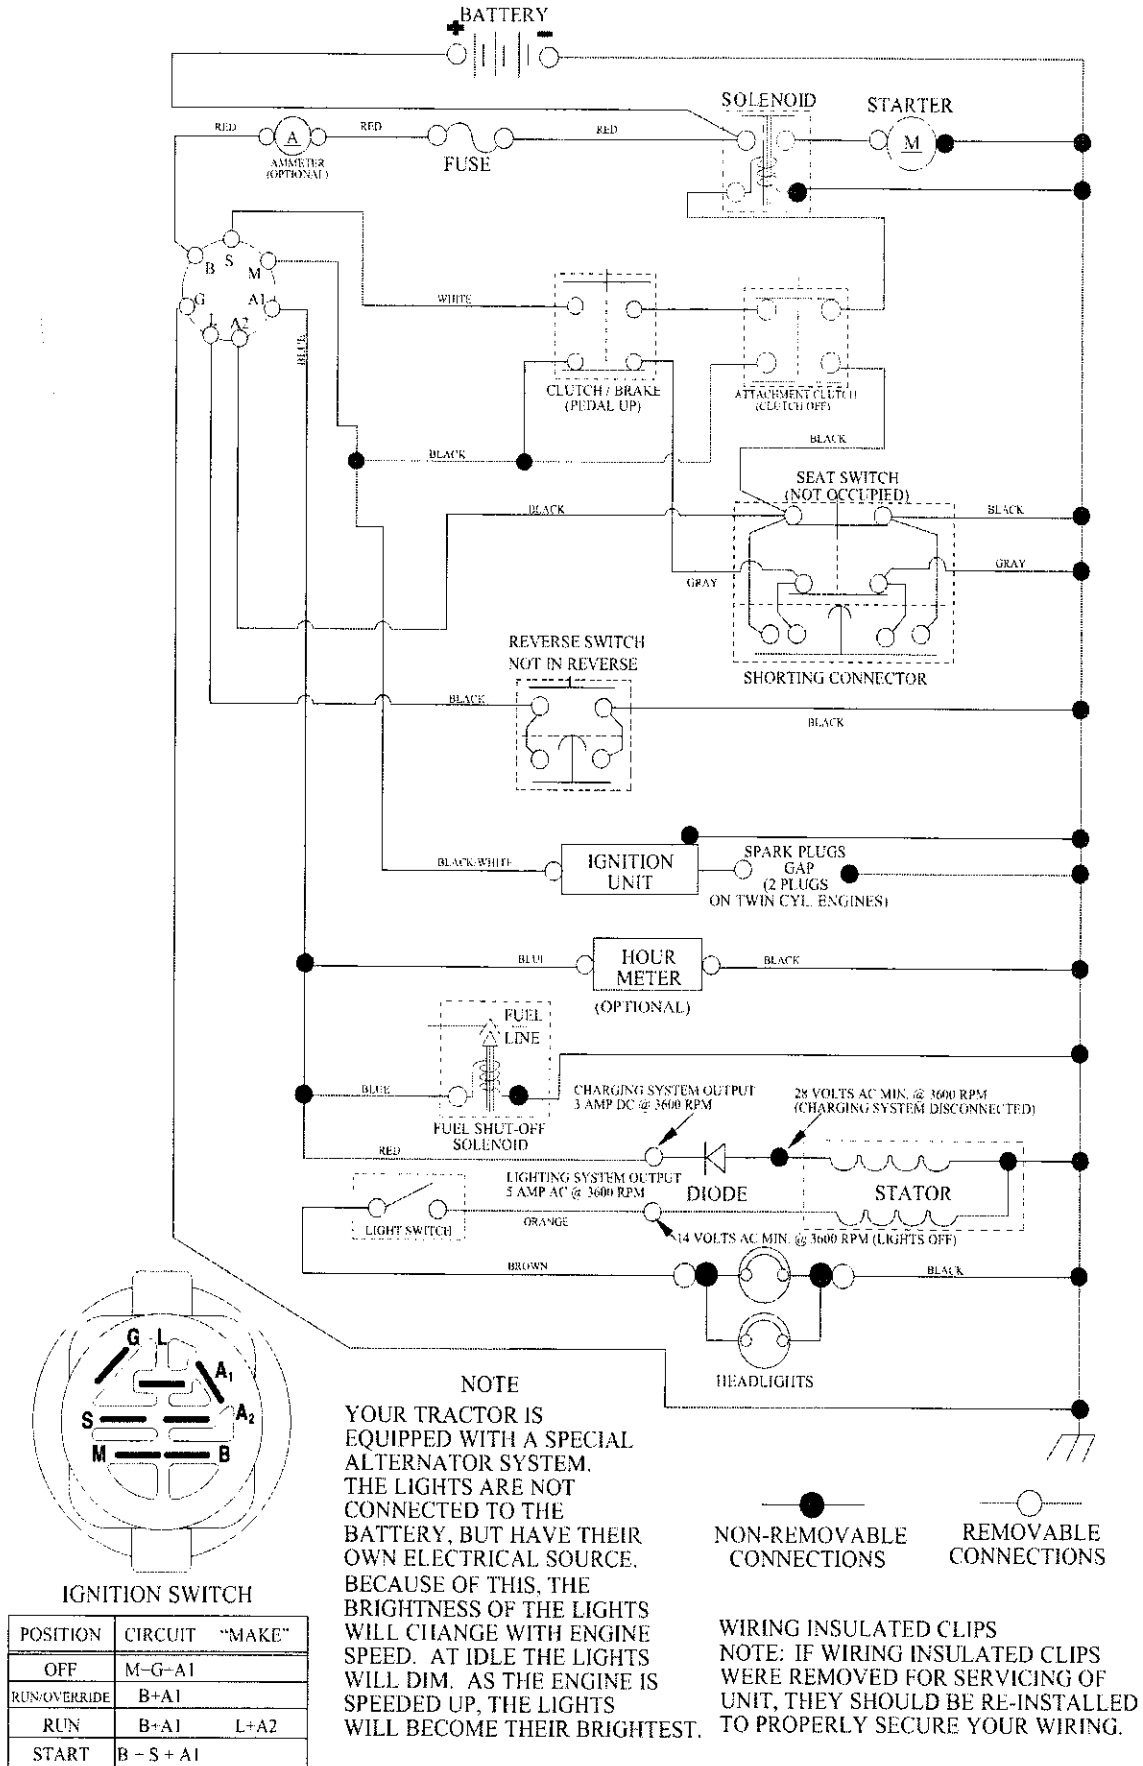 BATTERY
SOLENOID
STARTER
RED
A
RED
RED
M
AMMETER
(OPTIONAL)
FUSE
B
S
M
G
A1
L
A2
BLUE
WHITE
CLUTCH / BRAKE
(PEDAL UP)
ATTACHMENT CLUTCH
(CLUTCH OFF)
BLACK
BLACK
SEAT SWITCH
(NOT OCCUPIED)
BLACK
BLACK
GRAY
GRAY
REVERSE SWITCH
NOT IN REVERSE
SHORTING CONNECTOR
BLACK
BLACK
BLACK/WHITE
IGNITION
UNIT
SPARK PLUGS
GAP
(2 PLUGS
ON TWIN CYL. ENGINES)
BLUE
HOUR
METER
BLACK
(OPTIONAL)
FUEL
LINE
BLUE
FUEL SHUT-OFF
SOLENOID
CHARGING SYSTEM OUTPUT
3 AMP DC @ 3600 RPM
28 VOLTS AC MIN. @ 3600 RPM
(CHARGING SYSTEM DISCONNECTED)
RED
LIGHTING SYSTEM OUTPUT
5 AMP AC @ 3600 RPM
DIODE
STATOR
LIGHT SWITCH
ORANGE
14 VOLTS AC MIN. @ 3600 RPM (LIGHTS OFF)
BROWN
BLACK
HEADLIGHTS
G L
A1
S
A2
M
B
IGNITION SWITCH
POSITION CIRCUIT "MAKE"
OFF M-G-A1
RUN/OVERRIDE B+A1
RUN B+A1 L+A2
START B - S + A1
NOTE
YOUR TRACTOR IS
EQUIPPED WITH A SPECIAL
ALTERNATOR SYSTEM.
THE LIGHTS ARE NOT
CONNECTED TO THE
BATTERY, BUT HAVE THEIR
OWN ELECTRICAL SOURCE.
BECAUSE OF THIS, THE
BRIGHTNESS OF THE LIGHTS
WILL CHANGE WITH ENGINE
SPEED. AT IDLE THE LIGHTS
WILL DIM. AS THE ENGINE IS
SPEEDED UP, THE LIGHTS
WILL BECOME THEIR BRIGHTEST.
NON-REMOVABLE
CONNECTIONS
REMOVABLE
CONNECTIONS
WIRING INSULATED CLIPS
NOTE: IF WIRING INSULATED CLIPS
WERE REMOVED FOR SERVICING OF
UNIT, THEY SHOULD BE RE-INSTALLED
TO PROPERLY SECURE YOUR WIRING.